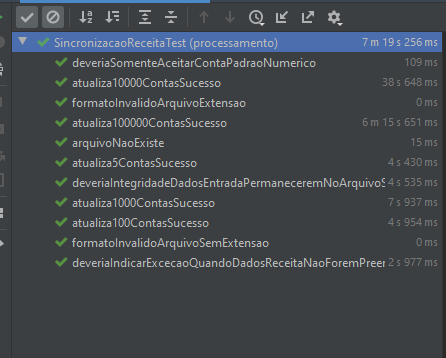 SincronizacaoReceitaTest (processamento) 7 m 19 s 256 ms
deveriaSomenteAceitarContaPadraoNumerico 109 ms
atualiza10000ContasSucesso 38 s 648 ms
formatoInvalidoArquivoExtensao 0 ms
atualiza100000ContasSucesso 6 m 15 s 651 ms
arquivoNaoExiste 15 ms
atualiza5ContasSucesso 4 s 430 ms
deveriaIntegridadeDadosEntradaPermaneceremNoArquivoS 4 s 535 ms
atualiza1000ContasSucesso 7 s 937 ms
atualiza100ContasSucesso 4 s 954 ms
formatoInvalidoArquivoSemExtensao 0 ms
deveriaIndicarExcecaoQuandoDadosReceitaNaoForemPreer 2 s 977 ms